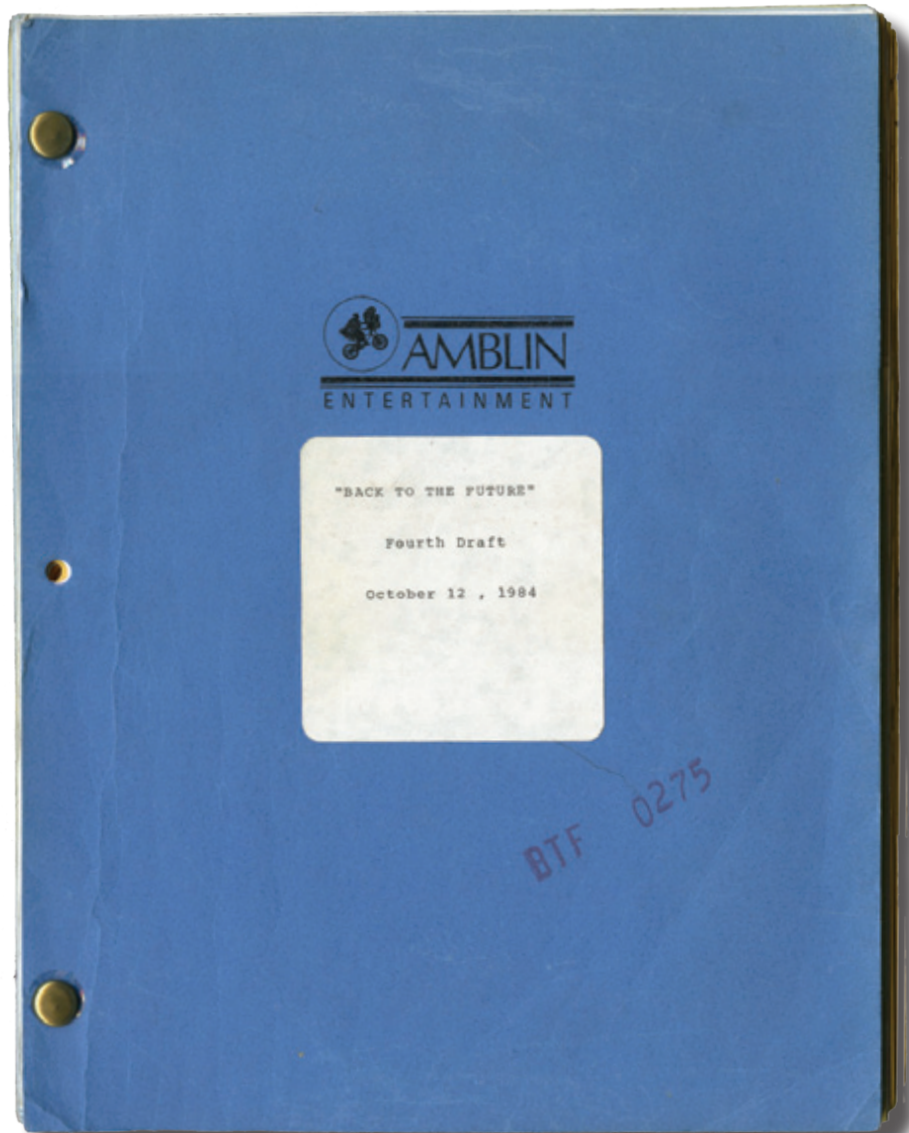 AMBLIN
ENTERTAINMENT
"BACK TO THE FUTURE"
Fourth Draft
October 12 , 1984
BTF 0275